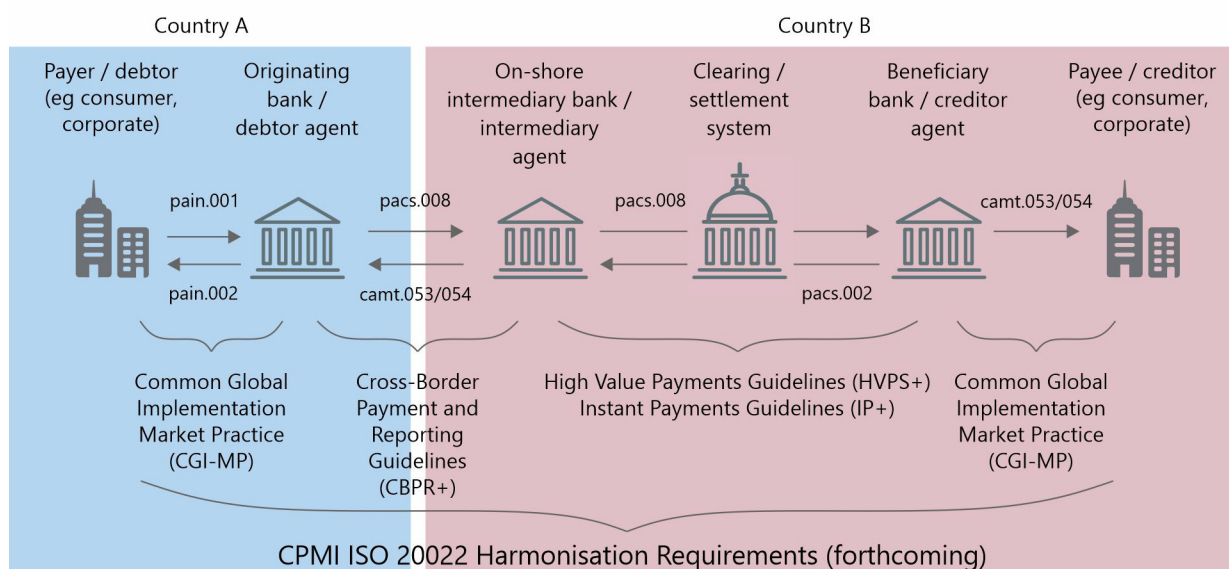 Country A
Country B
Payer / debtor
(eg consumer,
corporate)
Originating
bank /
debtor agent
On-shore
intermediary bank /
intermediary
agent
Clearing /
settlement
system
Beneficiary
bank / creditor
agent
Payee / creditor
(eg consumer,
corporate)
pain.001
pacs.008
pacs.008
camt.053/054
pain.002
camt.053/054
pacs.002
Common Global
Implementation
Market Practice
(CGI-MP)
Cross-Border
Payment and
Reporting
Guidelines
(CBPR+)
High Value Payments Guidelines (HVPS+)
Instant Payments Guidelines (IP+)
Common Global
Implementation
Market Practice
(CGI-MP)
CPMI ISO 20022 Harmonisation Requirements (forthcoming)